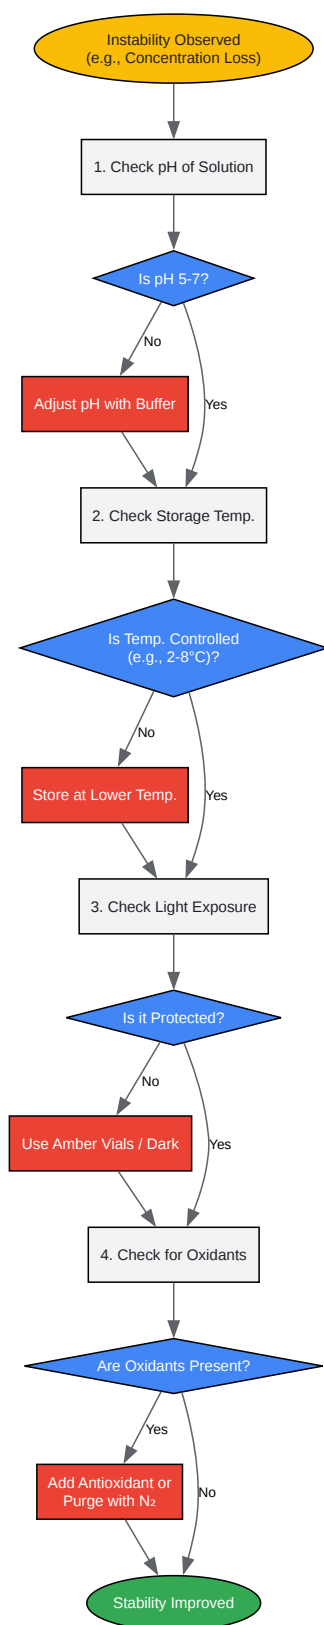 Instability Observed
(e.g., Concentration Loss)
1. Check pH of Solution
Is pH 5-7?
No
Adjust pH with Buffer
Yes
2. Check Storage Temp.
Is Temp. Controlled
(e.g., 2-8°C)?
No
Store at Lower Temp.
Yes
3. Check Light Exposure
Is it Protected?
No
Use Amber Vials / Dark
Yes
4. Check for Oxidants
Are Oxidants Present?
Yes
Add Antioxidant or
Purge with N₂
No
Stability Improved